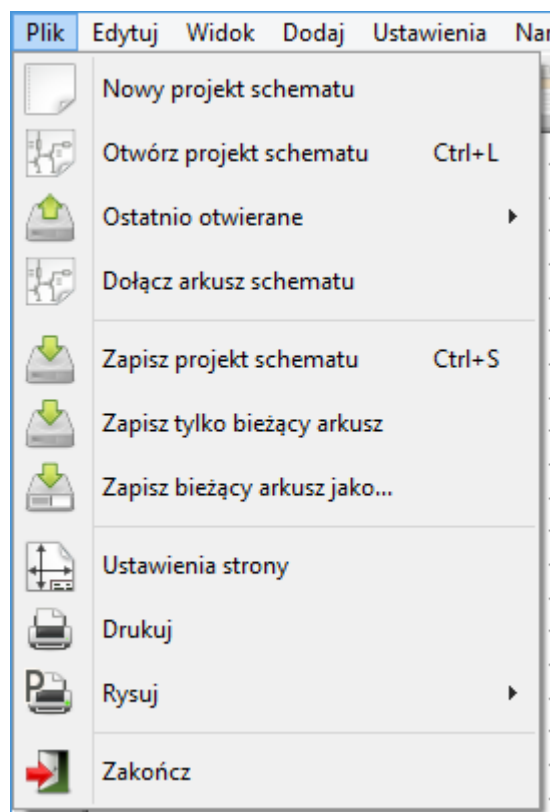 Plik Edytuj Widok Dodaj Ustawienia
Nowy projekt schematu
Otwórz projekt schematu Ctrl+L
Ostatnio otwierane
Dołącz arkusz schematu
Zapisz projekt schematu Ctrl+S
Zapisz tylko bieżący arkusz
Zapisz bieżący arkusz jako...
Ustawienia strony
Drukuj
P Rysuj
Zakończ